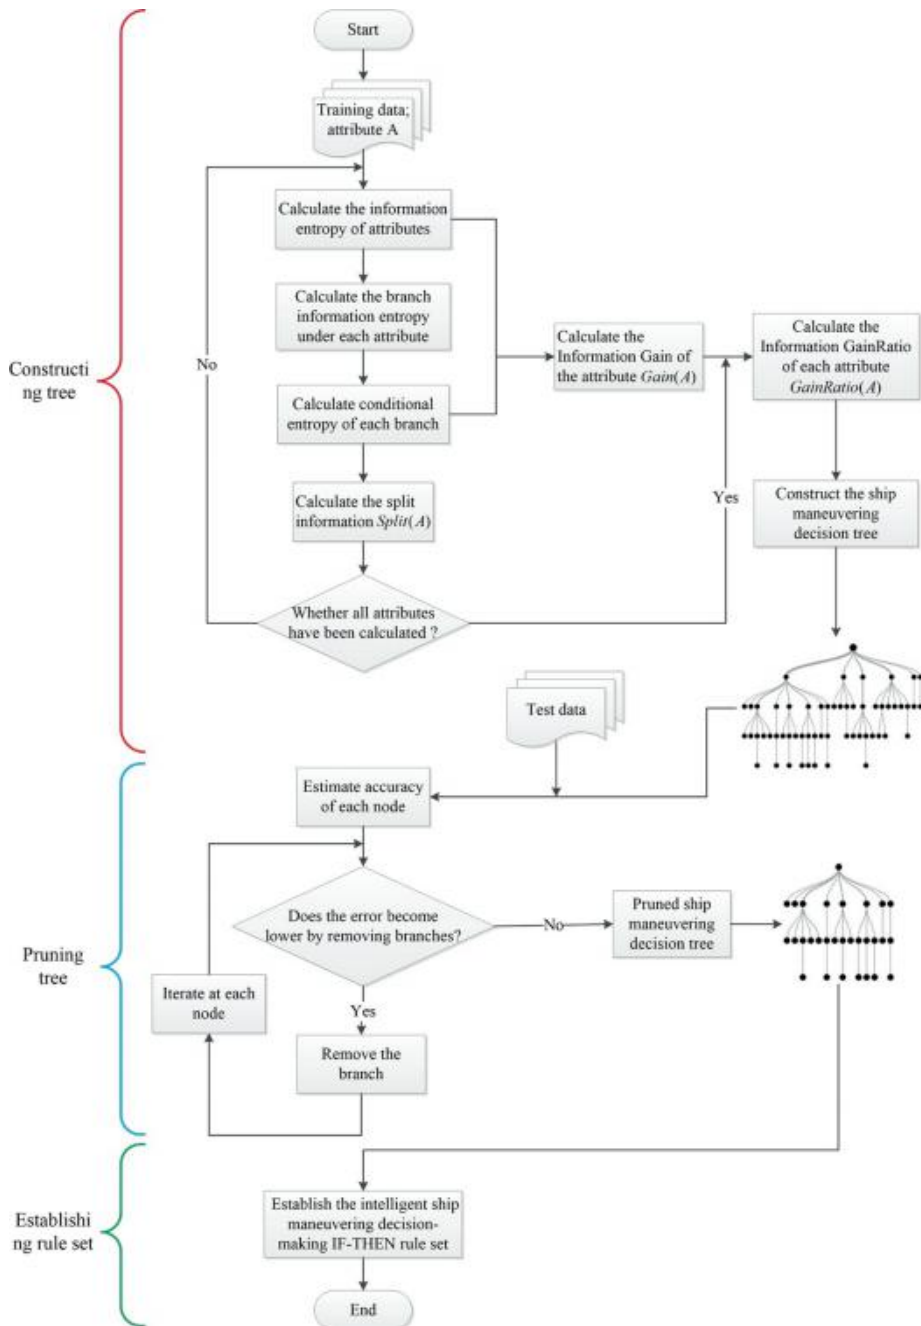 Start
Training data;
attribute A
Calculate the information
entropy of attributes
Calculate the branch
information entropy
under each attribute
Calculate the
Information Gain of
the attribute Gain(A)
Calculate the
Information GainRatio
of each attribute
GainRatio(A)
No
Constructi
ng tree
Calculate conditional
entropy of each branch
Calculate the split
information Split(A)
Yes
Construct the ship
maneuvering
decision tree
Whether all attributes
have been calculated ?
Test data
Estimate accuracy
of each node
Does the error become
lower by removing branches?
No
Pruned ship
maneuvering
decision tree
Pruning
tree
Iterate at each
node
Yes
Remove the
branch
Establishi
ng rule set
Establish the intelligent ship
maneuvering decision-
making IF-THEN rule set
End